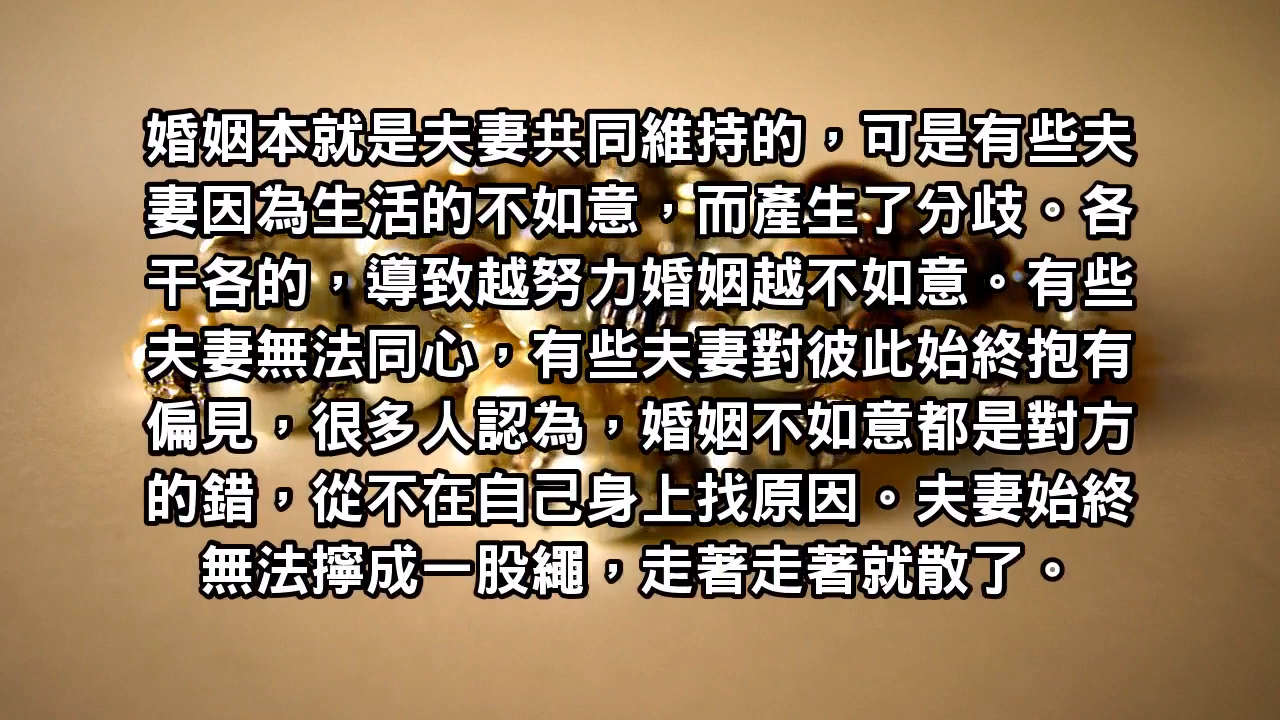 婚姻本就是夫妻共同維持的，可是有些夫
妻因為生活的不如意，而產生了分歧。各
干各的，導致越努力婚姻越不如意。有些
夫妻無法同心，有些夫妻對彼此始終抱有
偏見，很多人認為，婚姻不如意都是對方
的錯，從不在自己身上找原因。夫妻始終
無法擰成一股繩，走著走著就散了。